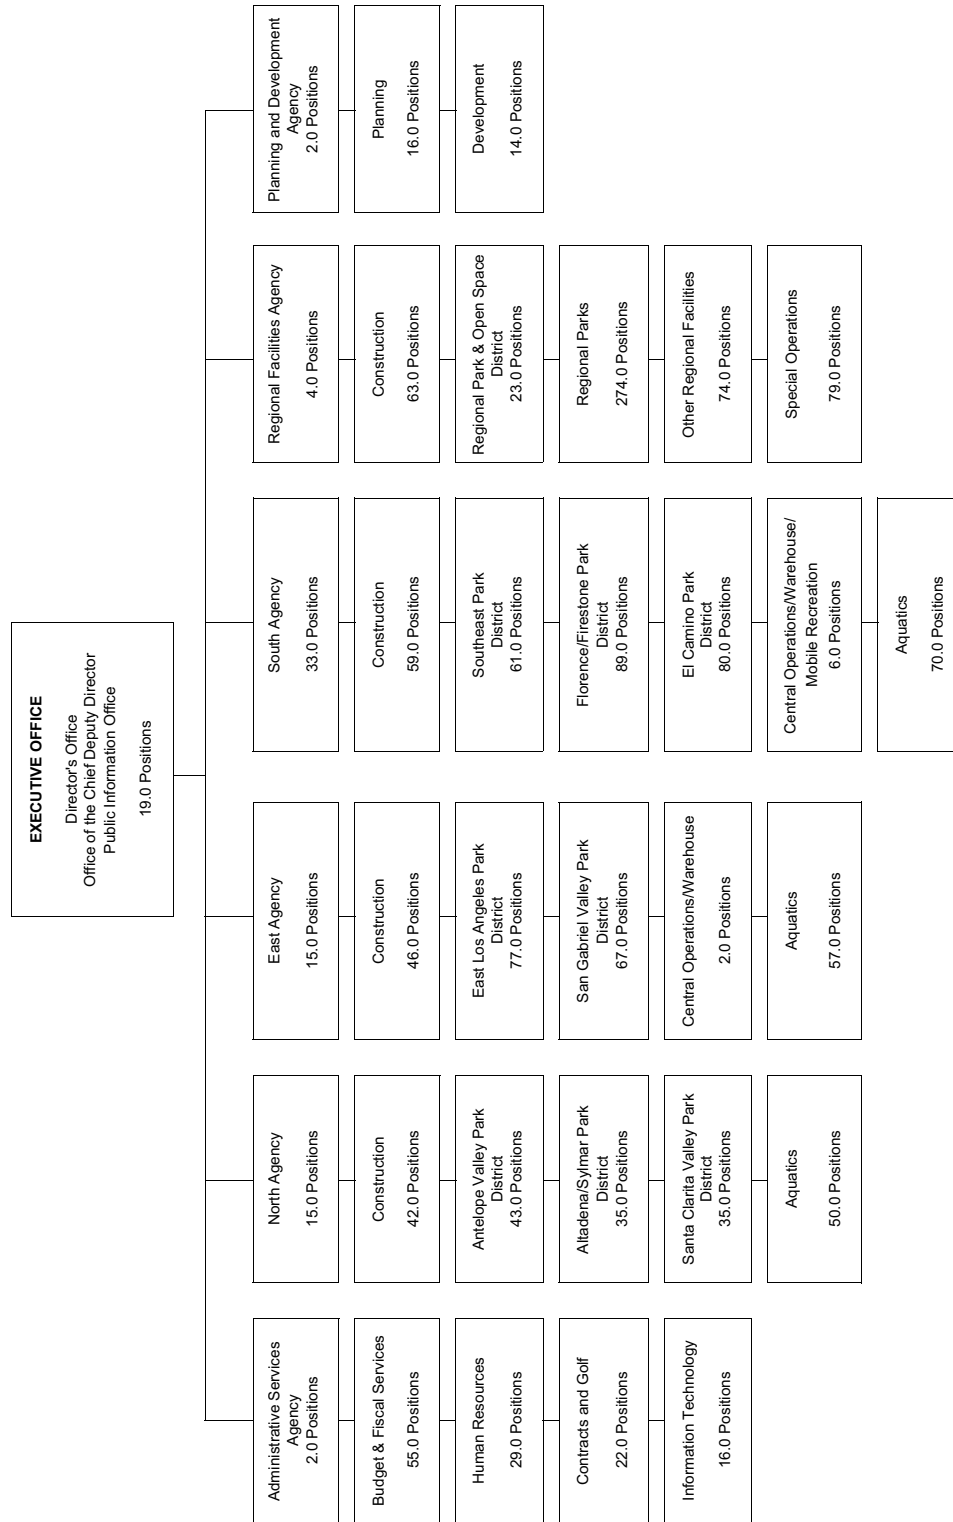 EXECUTIVE OFFICE
Director's Office
Office of the Chief Deputy Director
Public Information Office
19.0 Positions
Administrative Services
Agency
2.0 Positions
Budget & Fiscal Services
55.0 Positions
Human Resources
29.0 Positions
Contracts and Golf
22.0 Positions
Information Technology
16.0 Positions
North Agency
15.0 Positions
Construction
42.0 Positions
Antelope Valley Park
District
43.0 Positions
Altadena/Sylmar Park
District
35.0 Positions
Santa Clarita Valley Park
District
35.0 Positions
Aquatics
50.0 Positions
East Agency
15.0 Positions
Construction
46.0 Positions
East Los Angeles Park
District
77.0 Positions
San Gabriel Valley Park
District
67.0 Positions
Central Operations/Warehouse
2.0 Positions
Aquatics
57.0 Positions
South Agency
33.0 Positions
Construction
59.0 Positions
Southeast Park
District
61.0 Positions
Florence/Firestone Park
District
89.0 Positions
El Camino Park
District
80.0 Positions
Central Operations/Warehouse/
Mobile Recreation
6.0 Positions
Aquatics
70.0 Positions
Regional Facilities Agency
4.0 Positions
Construction
63.0 Positions
Regional Park & Open Space
District
23.0 Positions
Regional Parks
274.0 Positions
Other Regional Facilities
74.0 Positions
Special Operations
79.0 Positions
Planning and Development
Agency
2.0 Positions
Planning
16.0 Positions
Development
14.0 Positions